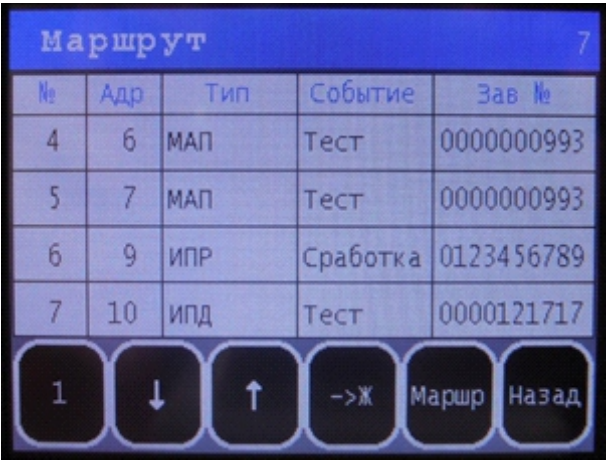 Маршрут 7
№ Адр Тип Событие Зав №
4 6 МАП Тест 0000000993
5 7 МАП Тест 0000000993
6 9 ИПР Сработка 0123456789
7 10 ИПД Тест 0000121717
1 ↓ ↑ ->Ж Маршр Назад